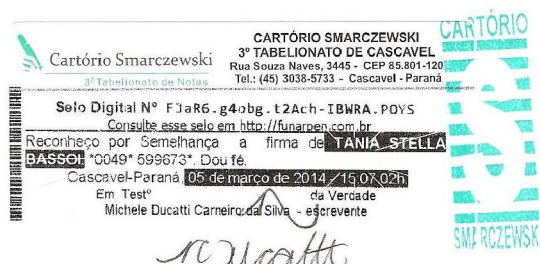 CARTÓRIO SMARCZEWSKI
3º TABELIONATO DE CASCAVEL
Rua Souza Naves, 3445 - CEP 85.801-120
Tel.: (45) 3038-5733 - Cascavel - Paraná
Cartório Smarczewski
3º Tabelionato de Notas
Selo Digital Nº FJaR6.g4obg.t2Ach-IBWRA.POYS
Consulte esse selo em http://funarpen.com.br
Reconheço por Semelhança a firma de TANIA STELLA
BASSOI *0049* 599673*. Dou fé.
Cascavel-Paraná, 05 de março de 2014 15:07:02h
Em Testº da Verdade
Michele Ducatti Carneiro da Silva - escrevente
CARTÓRIO
SMARCZEWSK